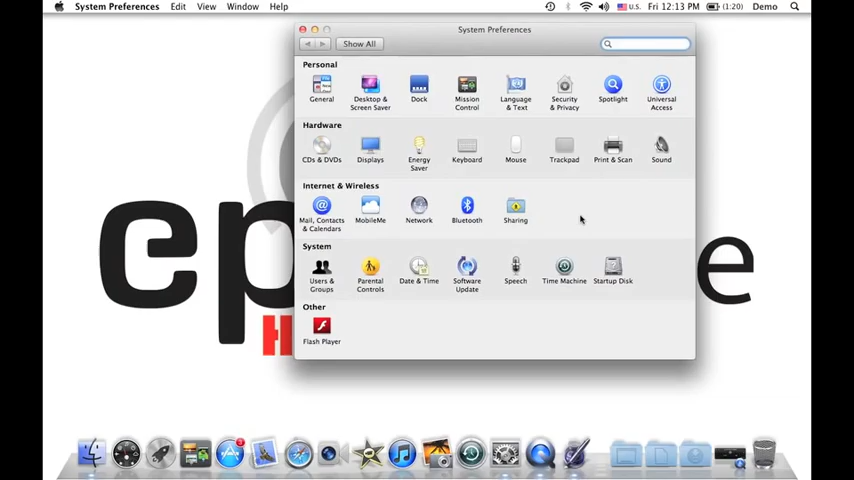 System Preferences Edit View Window Help
U.S. Fri 12:13 PM (1:20) Demo
System Preferences
Show All
Personal
General Desktop & Screen Saver Dock Mission Control Language & Text Security & Privacy Spotlight Universal Access
Hardware
CDs & DVDs Displays Energy Saver Keyboard Mouse Trackpad Print & Scan Sound
Internet & Wireless
Mail, Contacts & Calendars MobileMe Network Bluetooth Sharing
System
Users & Groups Parental Controls Date & Time Software Update Speech Time Machine Startup Disk
Other
Flash Player
ep
e
H